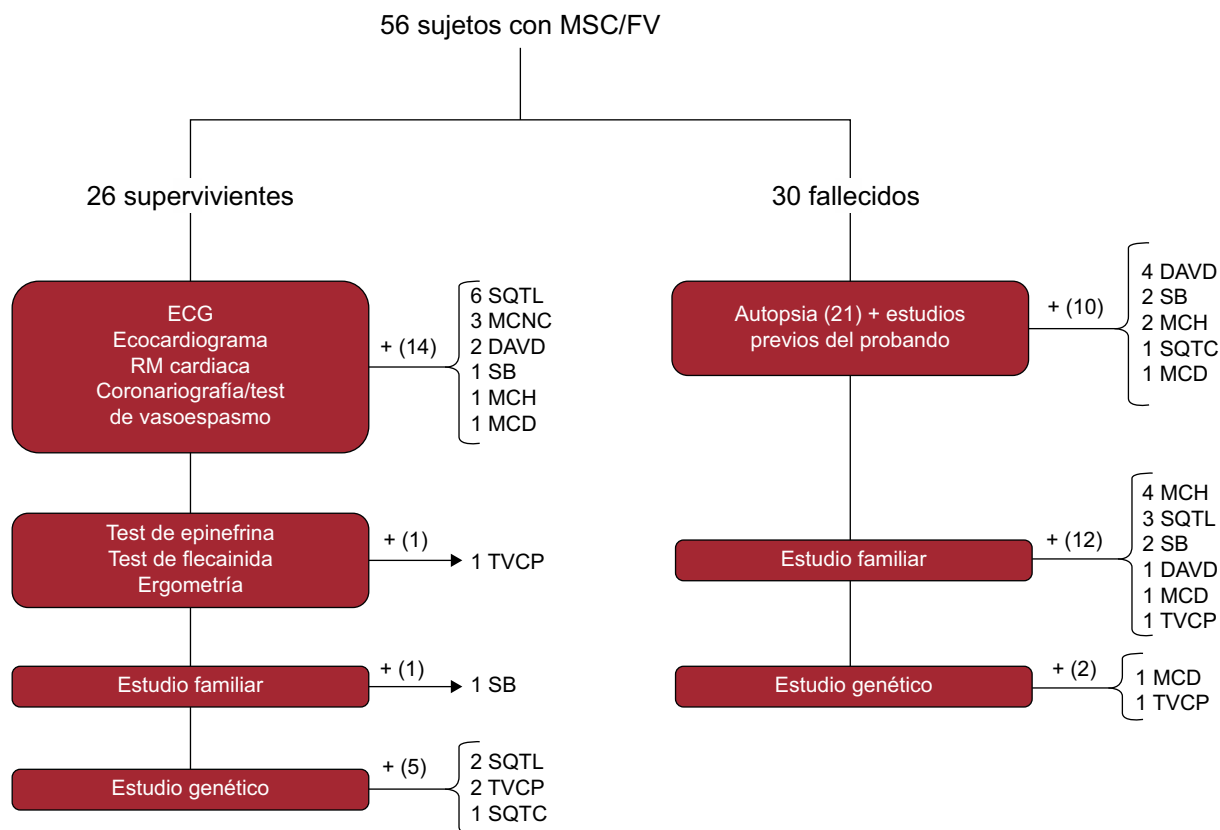 56 sujetos con MSC/FV
26 supervivientes
ECG
Ecocardiograma
RM cardiaca
Coronariografía/test
de vasoespasmo
+ (14)
6 SQTL
3 MCNC
2 DAVD
1 SB
1 MCH
1 MCD
Test de epinefrina
Test de flecainida
Ergometría
+ (1)
1 TVCP
Estudio familiar
+ (1)
1 SB
Estudio genético
+ (5)
2 SQTL
2 TVCP
1 SQTC
30 fallecidos
Autopsia (21) + estudios
previos del probando
+ (10)
4 DAVD
2 SB
2 MCH
1 SQTC
1 MCD
Estudio familiar
+ (12)
4 MCH
3 SQTL
2 SB
1 DAVD
1 MCD
1 TVCP
Estudio genético
+ (2)
1 MCD
1 TVCP